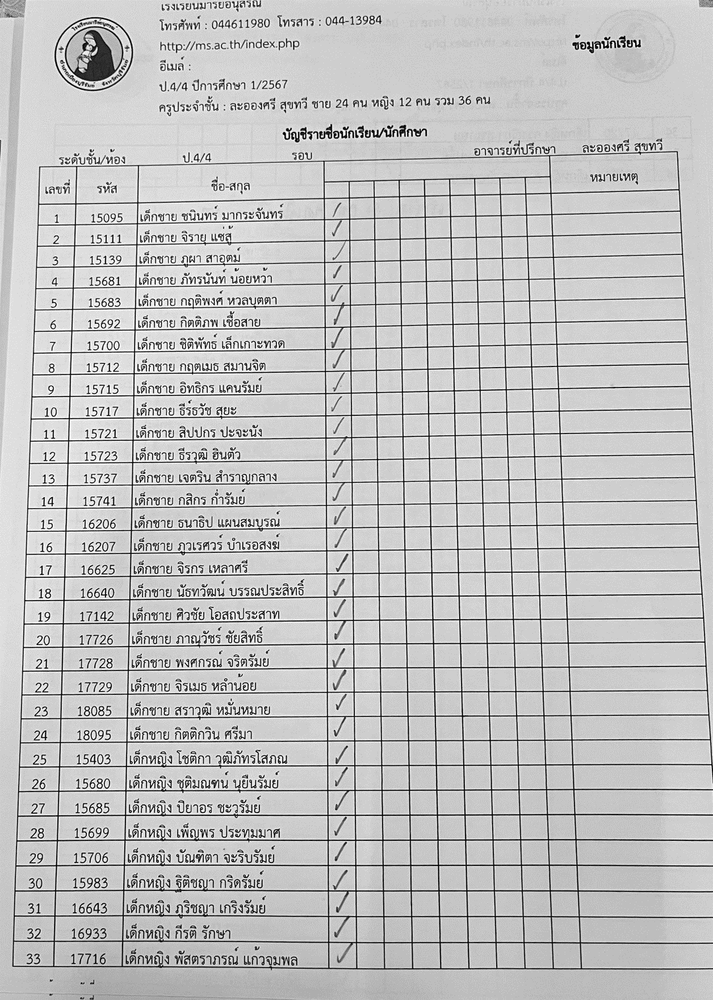 เรงเรียนมารีย์อนุสรณ์
โทรศัพท์ : 044611980 โทรสาร : 044-13984
http://ms.ac.th/index.php
อีเมล์ :
ป.4/4 ปีการศึกษา 1/2567
ครูประจำชั้น : ละอองศรี สุขทวี ชาย 24 คน หญิง 12 คน รวม 36 คน
ข้อมูลนักเรียน
โรงเรียนมารีย์อนุสรณ์
อำเภอเมืองบุรีรัมย์ จังหวัดบุรีรัมย์
บัญชีรายชื่อนักเรียน/นักศึกษา
ระดับชั้น/ห้อง ป.4/4 รอบ อาจารย์ที่ปรึกษา ละอองศรี สุขทวี
เลขที่ รหัส ชื่อ-สกุล หมายเหตุ
1 15095 เด็กชาย ชนินทร์ มากระจันทร์
2 15111 เด็กชาย จิรายุ แซ่สู้
3 15139 เด็กชาย ภูผา สาอุตม์
4 15681 เด็กชาย ภัทรนันท์ น้อยหว้า
5 15683 เด็กชาย กฤติพงศ์ หวลบุตตา
6 15692 เด็กชาย กิตติภพ เชื้อสาย
7 15700 เด็กชาย ชิติพัทธ์ เล็กเกาะทวด
8 15712 เด็กชาย กฤตเมธ สมานจิต
9 15715 เด็กชาย อิทธิกร แคนรัมย์
10 15717 เด็กชาย ธีร์ธวัช สุยะ
11 15721 เด็กชาย สิปปกร ปะจะนัง
12 15723 เด็กชาย ธีรวุฒิ ฮินตัว
13 15737 เด็กชาย เจตริน สำราญกลาง
14 15741 เด็กชาย กสิกร ก่ำรัมย์
15 16206 เด็กชาย ธนาธิป แผนสมบูรณ์
16 16207 เด็กชาย ภูวเรศวร์ บำเรอสงฆ์
17 16625 เด็กชาย จิรกร เหลาศรี
18 16640 เด็กชาย นัธทวัฒน์ บรรณประสิทธิ์
19 17142 เด็กชาย ศิวชัย โอสถประสาท
20 17726 เด็กชาย ภาณุวัชร์ ชัยสิทธิ์
21 17728 เด็กชาย พงศกรณ์ จริตรัมย์
22 17729 เด็กชาย จิรเมธ หลำน้อย
23 18085 เด็กชาย สราวุฒิ หมั่นหมาย
24 18095 เด็กชาย กิตติกวิน ศรีมา
25 15403 เด็กหญิง โชติกา วุฒิภัทรโสภณ
26 15680 เด็กหญิง ชุติมณฑน์ นุยืนรัมย์
27 15685 เด็กหญิง ปิยาอร ชะวูรัมย์
28 15699 เด็กหญิง เพ็ญพร ประทุมมาศ
29 15706 เด็กหญิง บัณฑิตา จะริบรัมย์
30 15983 เด็กหญิง ฐิติชญา กริดรัมย์
31 16643 เด็กหญิง ภูริชญา เกริงรัมย์
32 16933 เด็กหญิง กีรติ รักษา
33 17716 เด็กหญิง พัสตราภรณ์ แก้วจุมพล